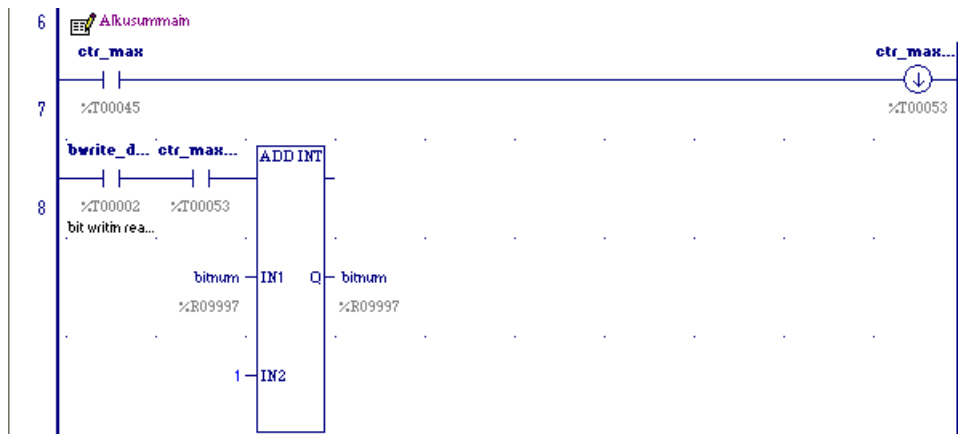 6 Alkusummain
ctr_max ctr_max...
7 %T00045 %T00053
bwrite_d... ctr_max... ADD INT
8 %T00002 %T00053
bit writin rea...
bitnum IN1 Q bitnum
%R09997 %R09997
1 IN2